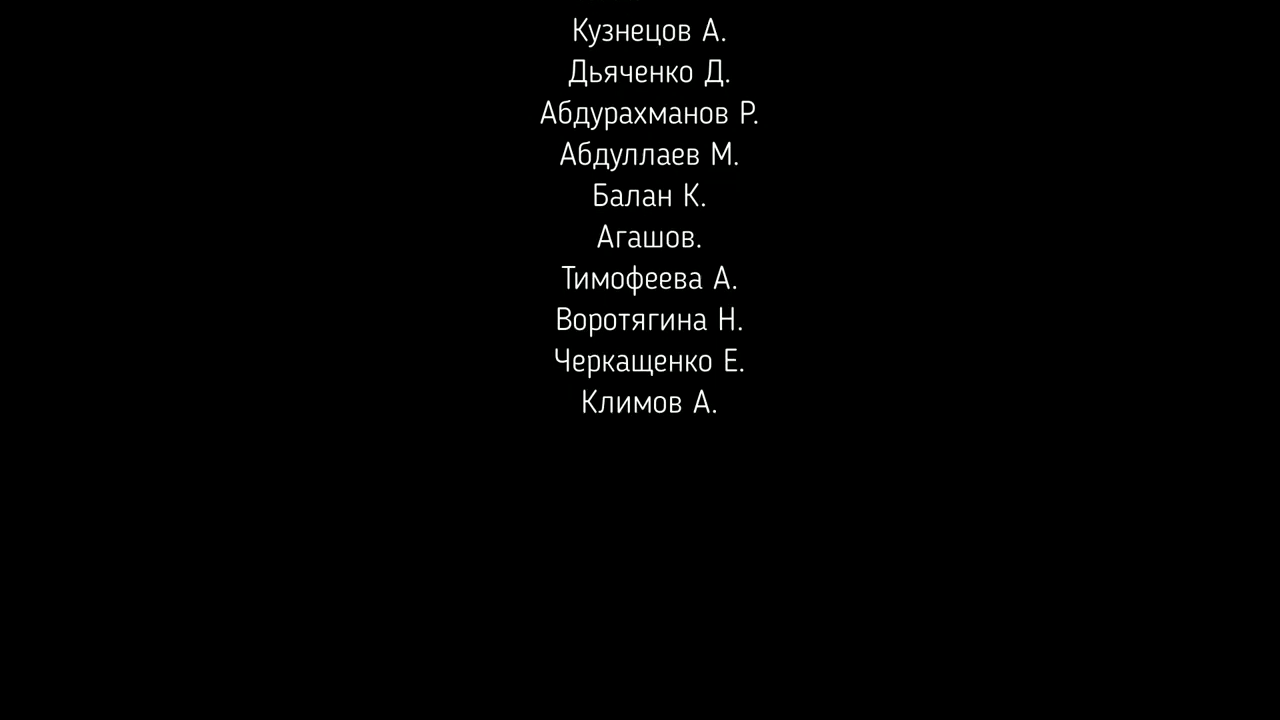 Кузнецов А.
Дьяченко Д.
Абдурахманов Р.
Абдуллаев М.
Балан К.
Агашов.
Тимофеева А.
Воротягина Н.
Черкащенко Е.
Климов А.